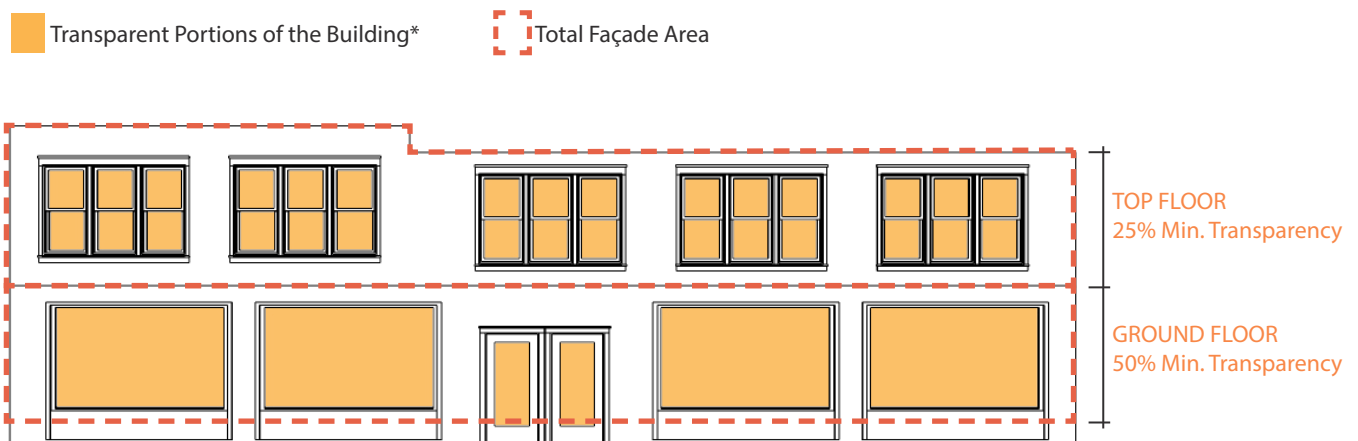 Transparent Portions of the Building*
Total Façade Area
TOP FLOOR
25% Min. Transparency
GROUND FLOOR
50% Min. Transparency